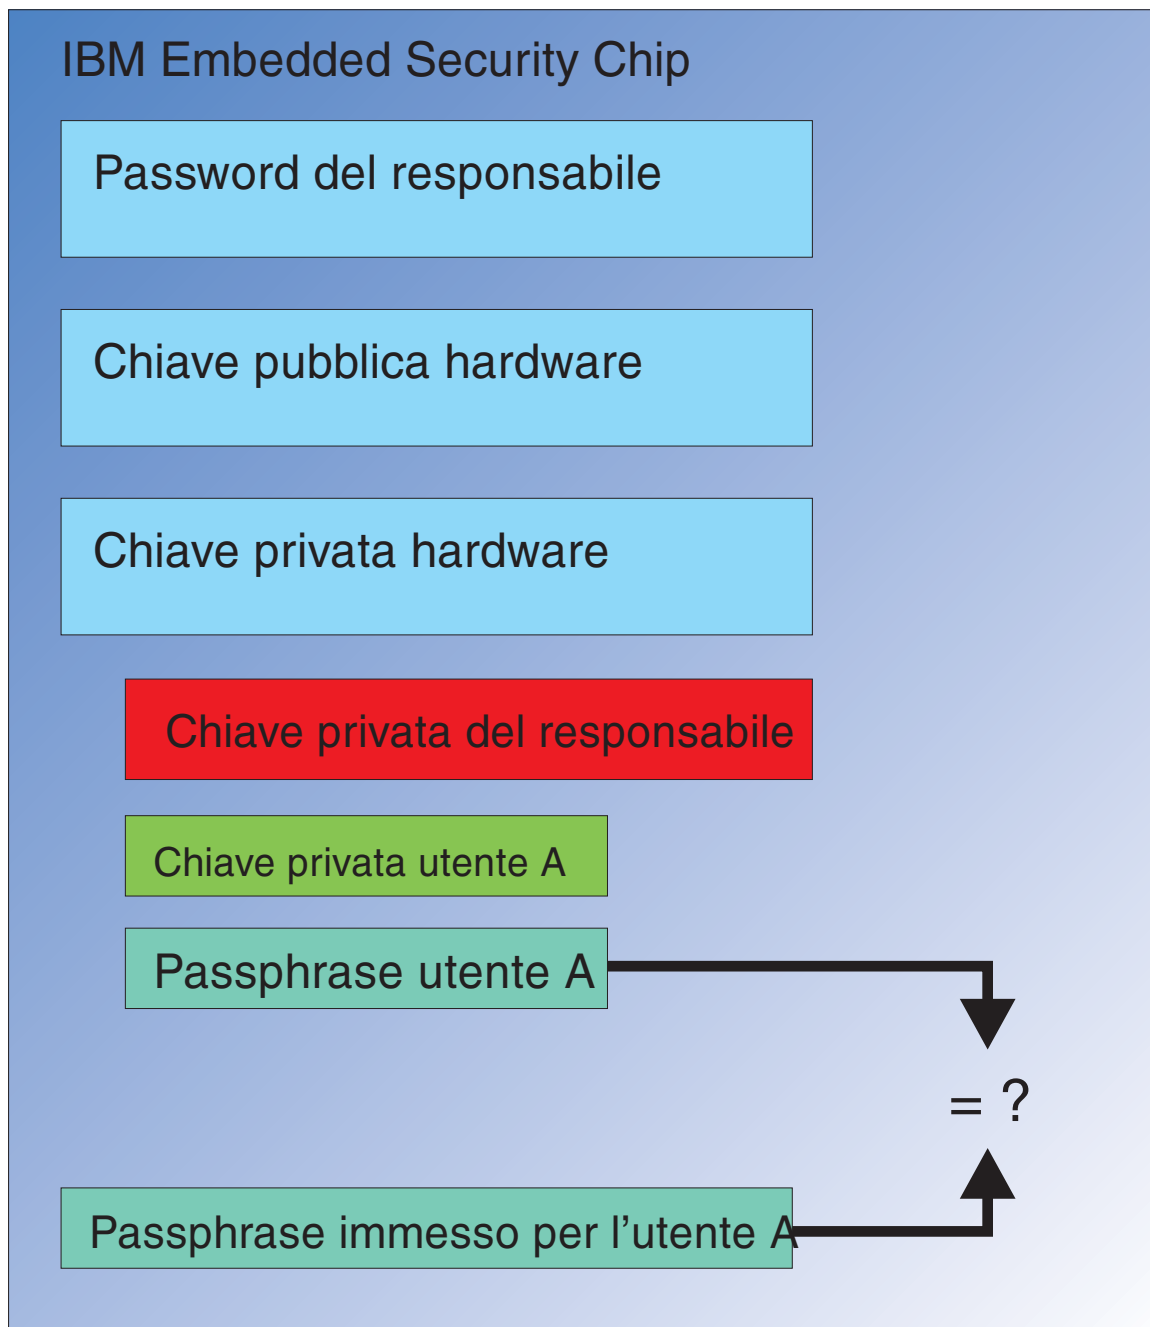 IBM Embedded Security Chip
Password del responsabile
Chiave pubblica hardware
Chiave privata hardware
Chiave privata del responsabile
Chiave privata utente A
Passphrase utente A
= ?
Passphrase immesso per l'utente A